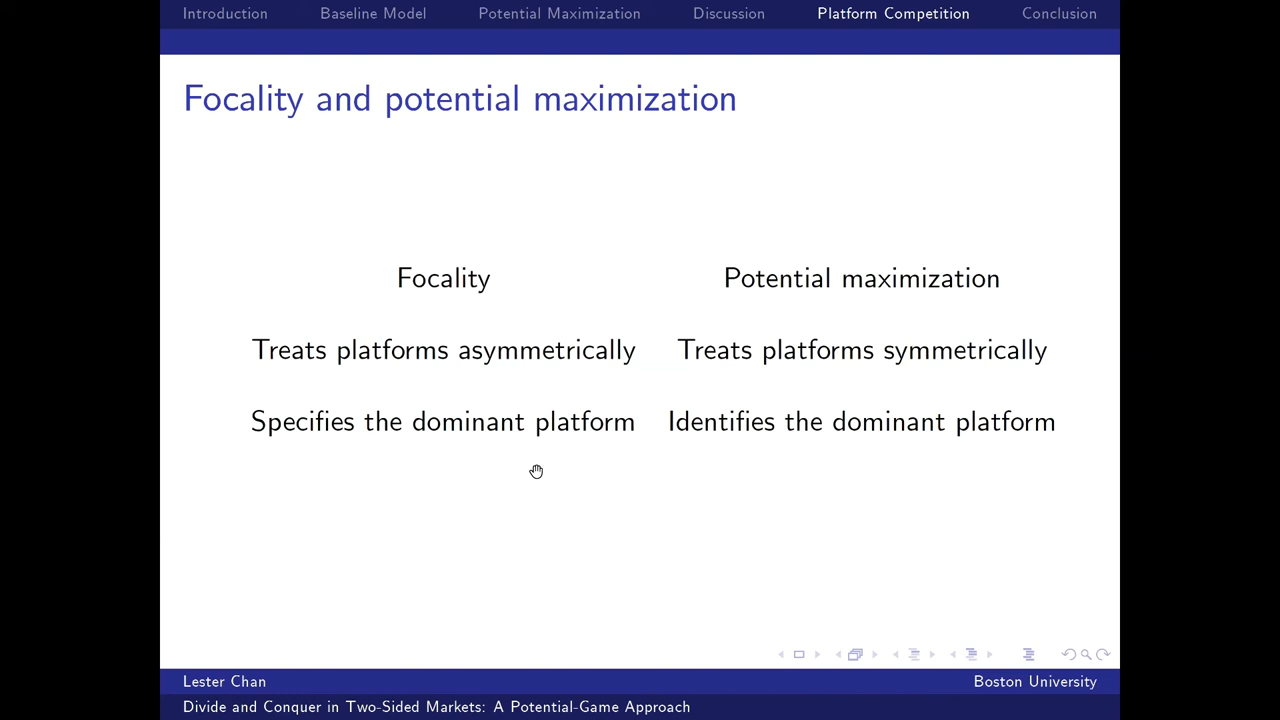 Introduction Baseline Model Potential Maximization Discussion Platform Competition Conclusion
Focality and potential maximization
Focality Potential maximization
Treats platforms asymmetrically Treats platforms symmetrically
Specifies the dominant platform Identifies the dominant platform
Lester Chan Boston University
Divide and Conquer in Two-Sided Markets: A Potential-Game Approach